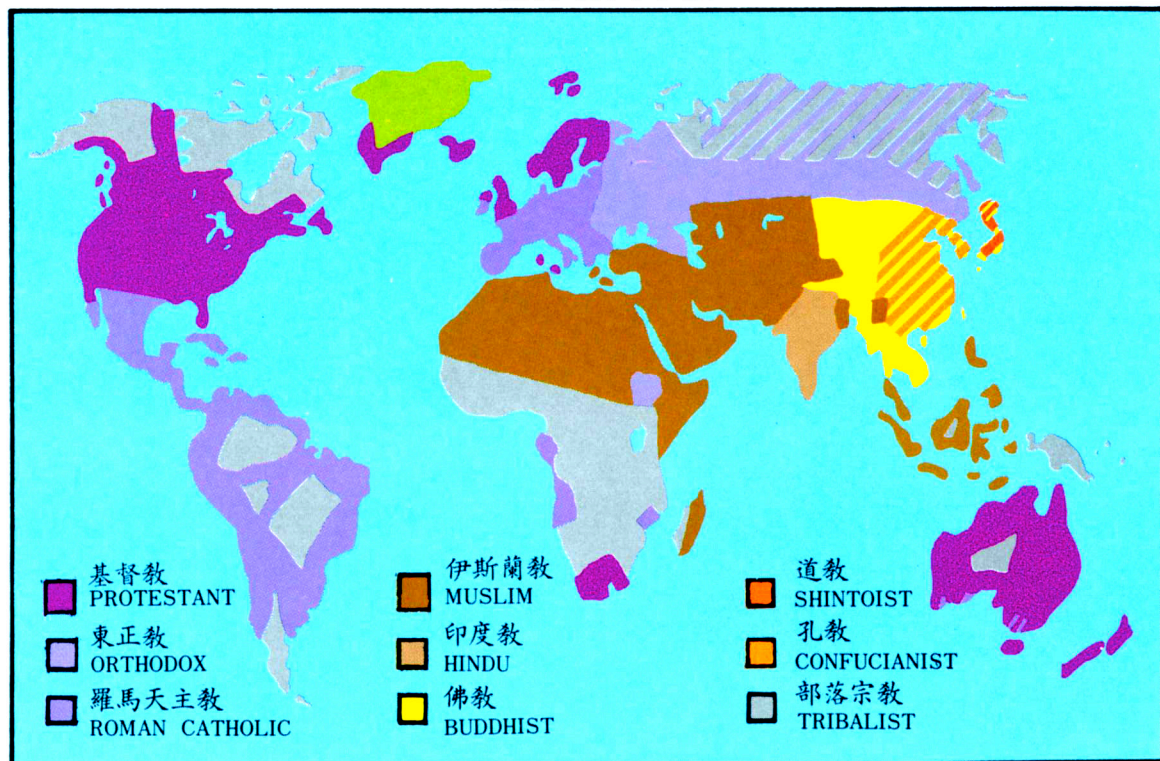 基督教
PROTESTANT
東正教
ORTHODOX
羅馬天主教
ROMAN CATHOLIC
伊斯蘭教
MUSLIM
印度教
HINDU
佛教
BUDDHIST
道教
SHINTOIST
孔教
CONFUCIANIST
部落宗教
TRIBALIST